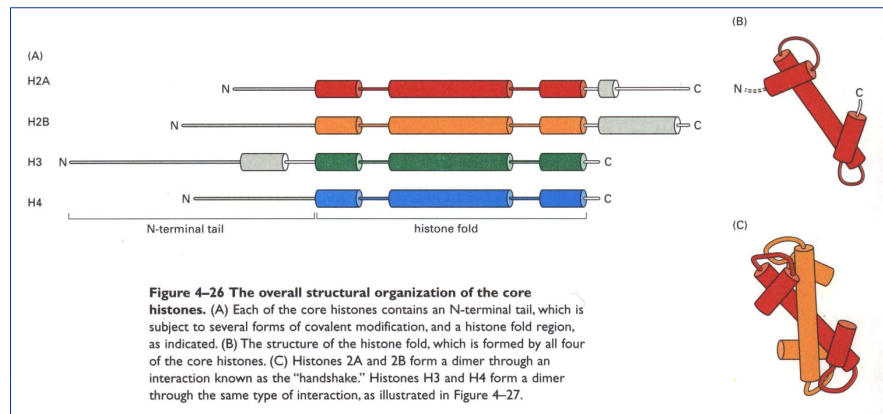 (A)
H2A
N
C
H2B
N
C
H3
N
C
H4
N
C
N-terminal tail
histone fold
(B)
N
C
(C)
Figure 4–26 The overall structural organization of the core
histones. (A) Each of the core histones contains an N-terminal tail, which is
subject to several forms of covalent modification, and a histone fold region,
as indicated. (B) The structure of the histone fold, which is formed by all four
of the core histones. (C) Histones 2A and 2B form a dimer through an
interaction known as the “handshake.” Histones H3 and H4 form a dimer
through the same type of interaction, as illustrated in Figure 4–27.